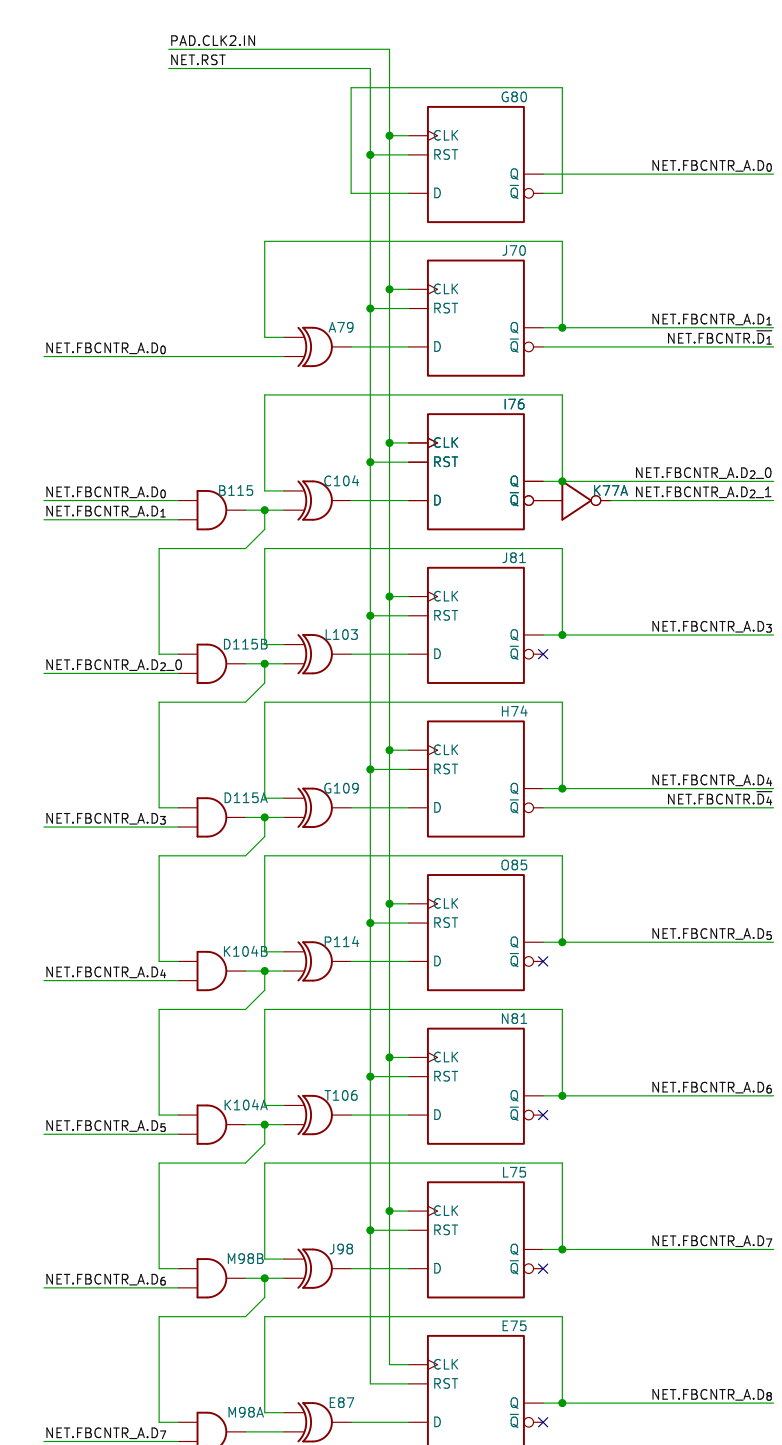 PAD.CLK2.IN
NET.RST
G80
CLK
RST
Q
NET.FBCNTR_A.D0
D
Q̅
J70
CLK
RST
A79
Q
NET.FBCNTR_A.D1
NET.FBCNTR_A.D0
D
Q̅
NET.FBCNTR.D̅1̅
I76
CLK
RST
C104
Q
NET.FBCNTR_A.D2_0
NET.FBCNTR_A.D0
B115
D
Q̅
K77A
NET.FBCNTR_A.D2_1
NET.FBCNTR_A.D1
J81
CLK
RST
D115B
L103
Q
NET.FBCNTR_A.D3
NET.FBCNTR_A.D2_0
D
Q̅
H74
CLK
RST
D115A
G109
Q
NET.FBCNTR_A.D4
NET.FBCNTR_A.D3
D
Q̅
NET.FBCNTR.D̅4̅
O85
CLK
RST
K104B
P114
Q
NET.FBCNTR_A.D5
NET.FBCNTR_A.D4
D
Q̅
N81
CLK
RST
K104A
T106
Q
NET.FBCNTR_A.D6
NET.FBCNTR_A.D5
D
Q̅
L75
CLK
RST
M98B
J98
Q
NET.FBCNTR_A.D7
NET.FBCNTR_A.D6
D
Q̅
E75
CLK
RST
M98A
E87
Q
NET.FBCNTR_A.D8
NET.FBCNTR_A.D7
D
Q̅